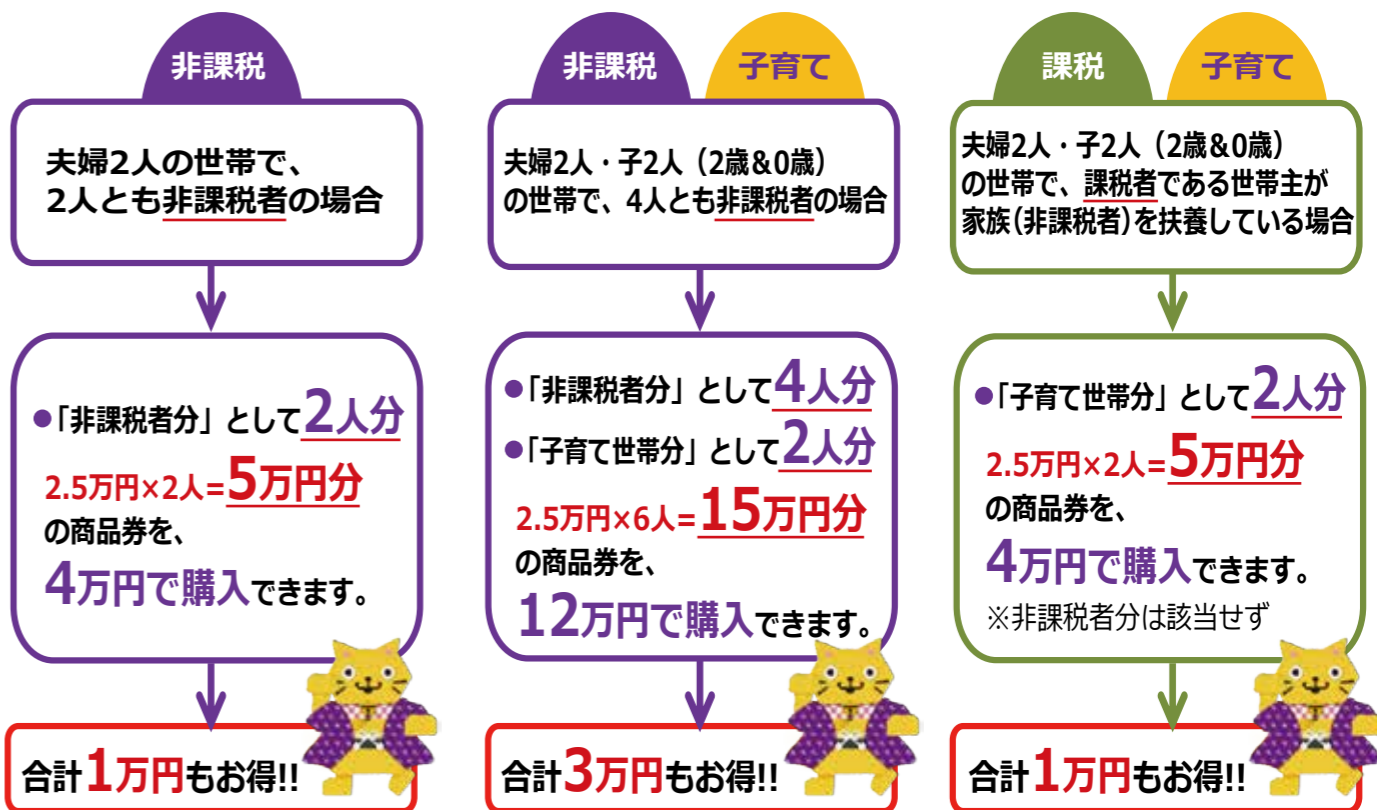 非課税
夫婦2人の世帯で、
2人とも非課税者の場合
●「非課税者分」として2人分
2.5万円×2人=5万円分
の商品券を、
4万円で購入できます。
合計1万円もお得!!
非課税
子育て
夫婦2人・子2人（2歳&0歳）
の世帯で、4人とも非課税者の場合
●「非課税者分」として4人分
●「子育て世帯分」として2人分
2.5万円×6人=15万円分
の商品券を、
12万円で購入できます。
合計3万円もお得!!
課税
子育て
夫婦2人・子2人（2歳&0歳）
の世帯で、課税者である世帯主が
家族(非課税者)を扶養している場合
●「子育て世帯分」として2人分
2.5万円×2人=5万円分
の商品券を、
4万円で購入できます。
※非課税者分は該当せず
合計1万円もお得!!